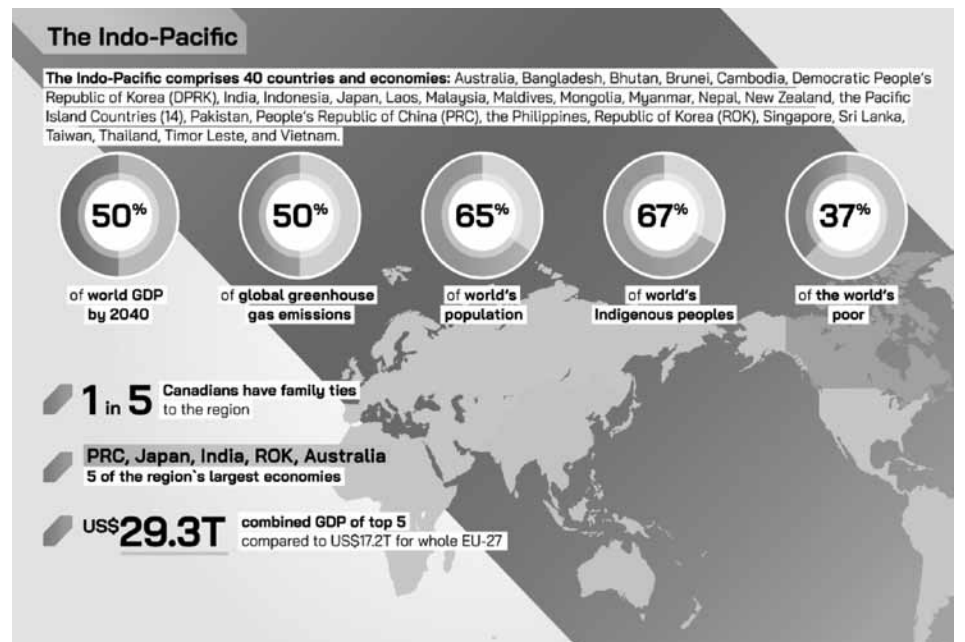 The Indo-Pacific
The Indo-Pacific comprises 40 countries and economies: Australia, Bangladesh, Bhutan, Brunei, Cambodia, Democratic People's
Republic of Korea (DPRK), India, Indonesia, Japan, Laos, Malaysia, Maldives, Mongolia, Myanmar, Nepal, New Zealand, the Pacific
Island Countries (14), Pakistan, People's Republic of China (PRC), the Philippines, Republic of Korea (ROK), Singapore, Sri Lanka,
Taiwan, Thailand, Timor Leste, and Vietnam.
50%
of world GDP
by 2040
50%
of global greenhouse
gas emissions
65%
of world's
population
67%
of world's
Indigenous peoples
37%
of the world's
poor
1 in 5 Canadians have family ties
to the region
PRC, Japan, India, ROK, Australia
5 of the region`s largest economies
US$29.3T combined GDP of top 5
compared to US$17.2T for whole EU-27